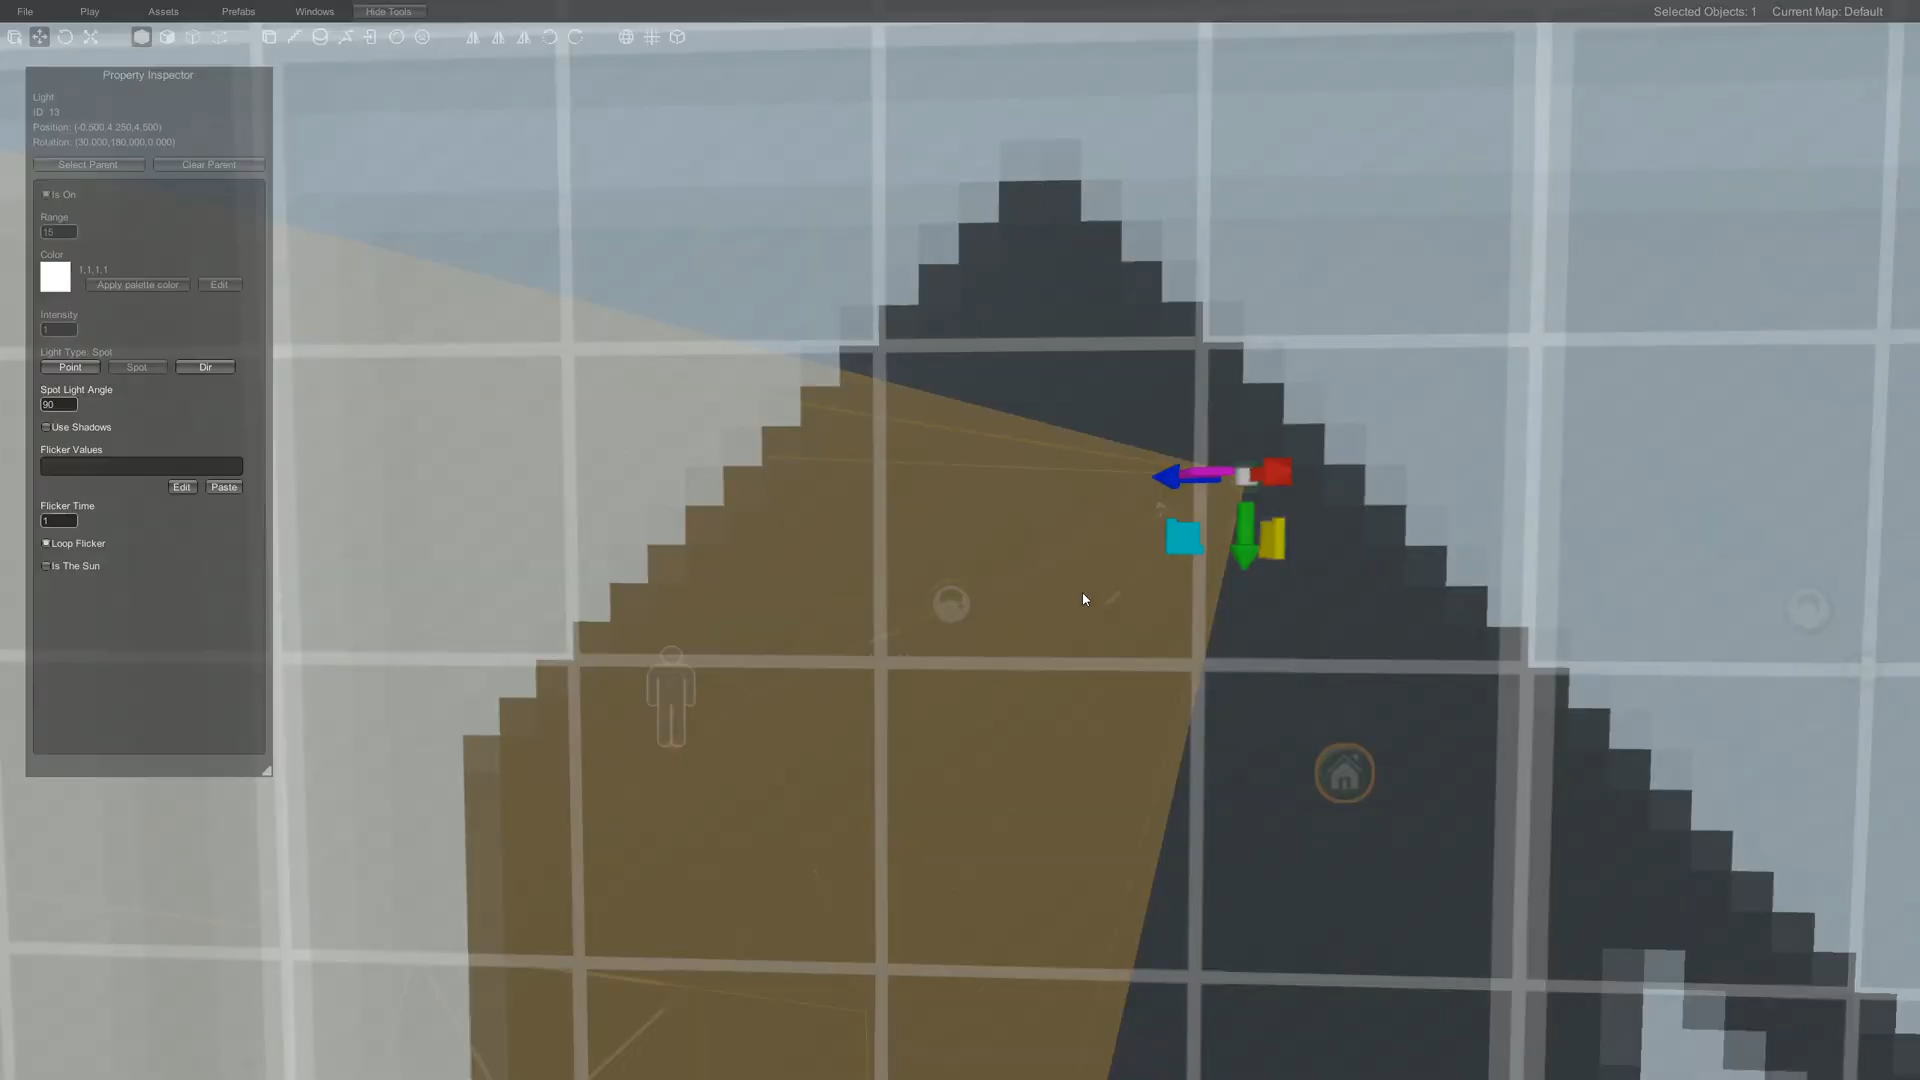 File Play Assets Prefabs Windows Hide Tools Selected Objects: 1 Current Map: Default
Property Inspector
Light
ID 13
Position: (-0.500,4.250,4.500)
Rotation: (30.000,180.000,0.000)
Select Parent Clear Parent
Is On
Range
15
Color
1,1,1,1
Apply palette color Edit
Intensity
1
Light Type: Spot
Point Spot Dir
Spot Light Angle
90
Use Shadows
Flicker Values
Edit Paste
Flicker Time
1
Loop Flicker
Is The Sun